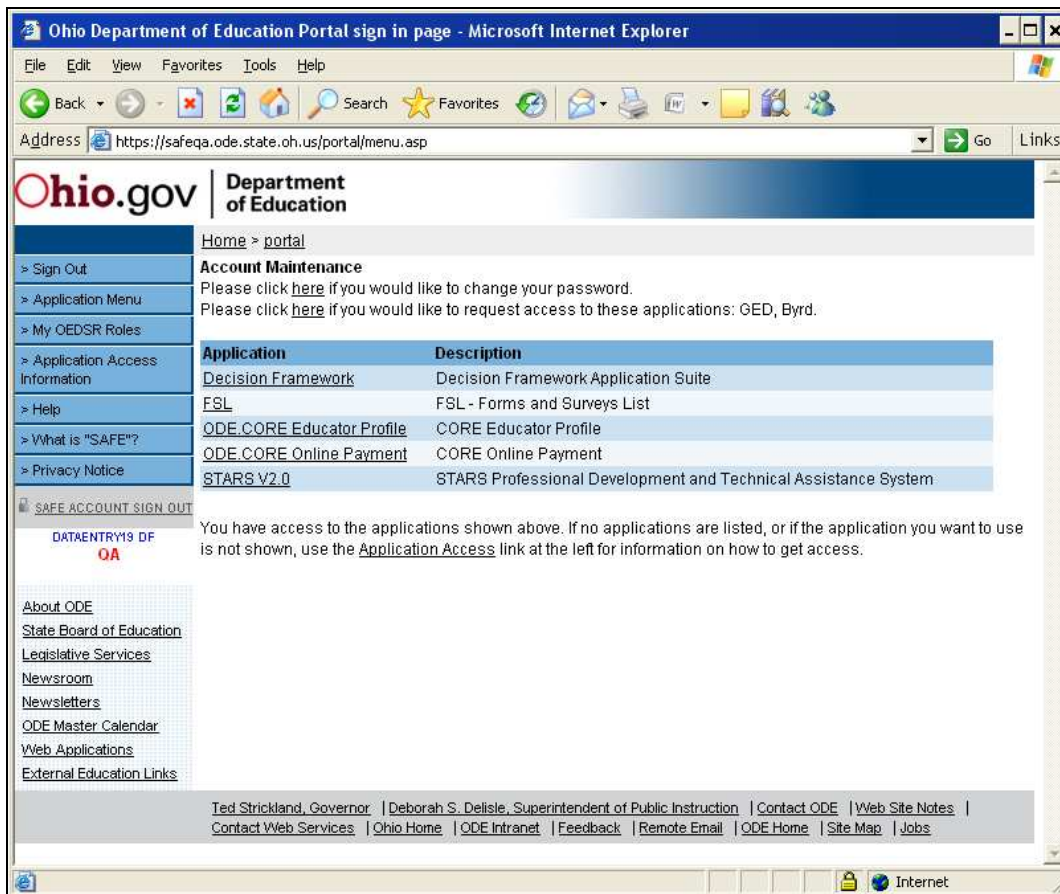 Ohio Department of Education Portal sign in page - Microsoft Internet Explorer
File Edit View Favorites Tools Help
Back Search Favorites
Address https://safeqa.ode.state.oh.us/portal/menu.asp Go Links
Ohio.gov Department
of Education
Home > portal
> Sign Out
> Application Menu
> My OEDSR Roles
> Application Access
Information
> Help
> What is "SAFE"?
> Privacy Notice
SAFE ACCOUNT SIGN OUT
DATAENTRY19 DF
QA
About ODE
State Board of Education
Legislative Services
Newsroom
Newsletters
ODE Master Calendar
Web Applications
External Education Links
Account Maintenance
Please click here if you would like to change your password.
Please click here if you would like to request access to these applications: GED, Byrd.
Application Description
Decision Framework Decision Framework Application Suite
FSL FSL - Forms and Surveys List
ODE.CORE Educator Profile CORE Educator Profile
ODE.CORE Online Payment CORE Online Payment
STARS V2.0 STARS Professional Development and Technical Assistance System
You have access to the applications shown above. If no applications are listed, or if the application you want to use
is not shown, use the Application Access link at the left for information on how to get access.
Ted Strickland, Governor | Deborah S. Delisle, Superintendent of Public Instruction | Contact ODE | Web Site Notes |
Contact Web Services | Ohio Home | ODE Intranet | Feedback | Remote Email | ODE Home | Site Map | Jobs
Internet